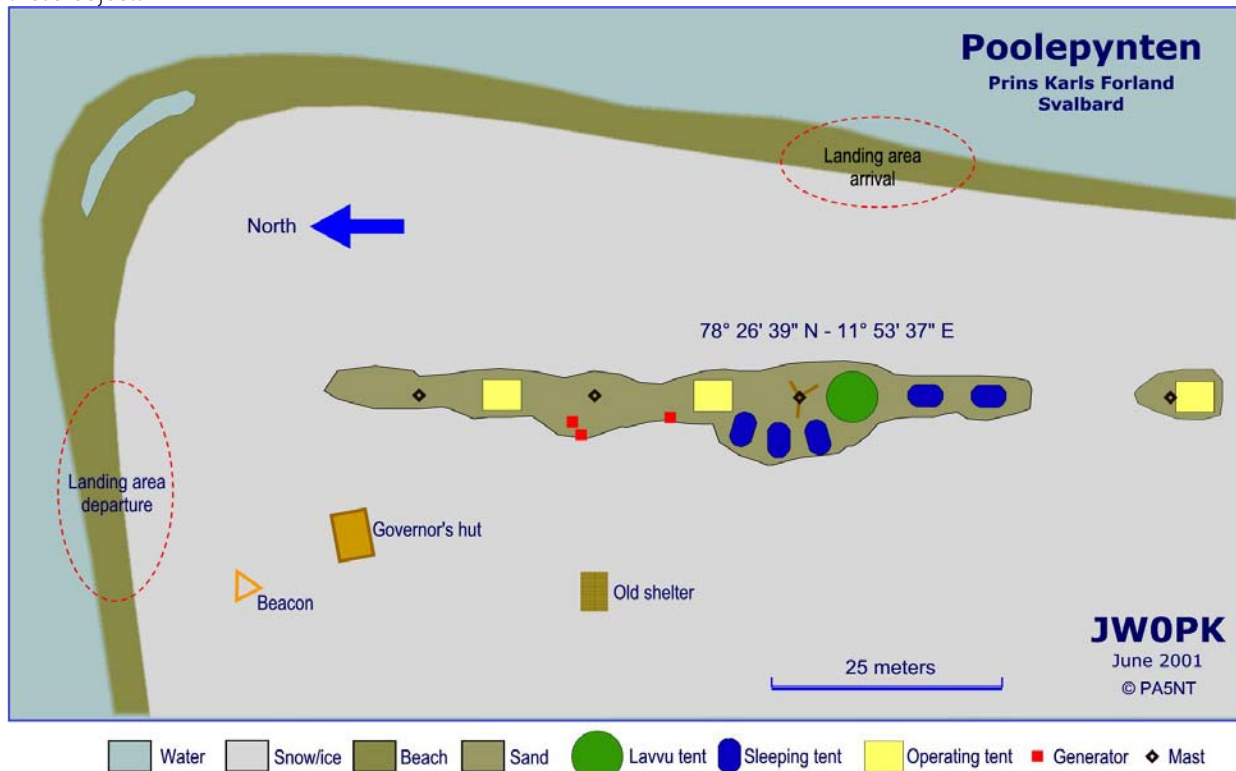 Poolepynten
Prins Karls Forland
Svalbard
Landing area
arrival
North
78° 26' 39" N - 11° 53' 37" E
Landing area
departure
Governor's hut
Beacon
Old shelter
25 meters
JW0PK
June 2001
© PA5NT
Water
Snow/ice
Beach
Sand
Lavvu tent
Sleeping tent
Operating tent
Generator
Mast